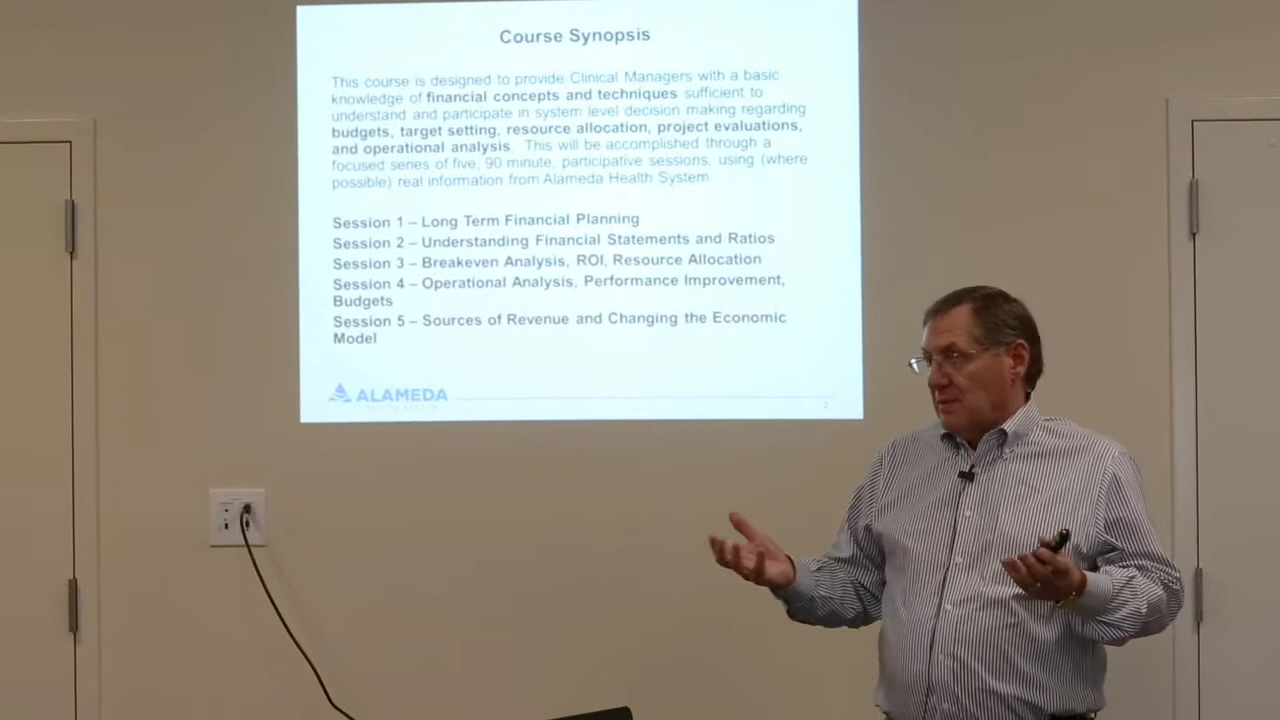 Course Synopsis
This course is designed to provide Clinical Managers with a basic
knowledge of financial concepts and techniques sufficient to
understand and participate in system level decision making regarding
budgets, target setting, resource allocation, project evaluations,
and operational analysis. This will be accomplished through a
focused series of five, 90 minute, participative sessions, using (where
possible) real information from Alameda Health System.
Session 1 – Long Term Financial Planning
Session 2 – Understanding Financial Statements and Ratios
Session 3 – Breakeven Analysis, ROI, Resource Allocation
Session 4 – Operational Analysis, Performance Improvement,
Budgets
Session 5 – Sources of Revenue and Changing the Economic
Model
ALAMEDA
2